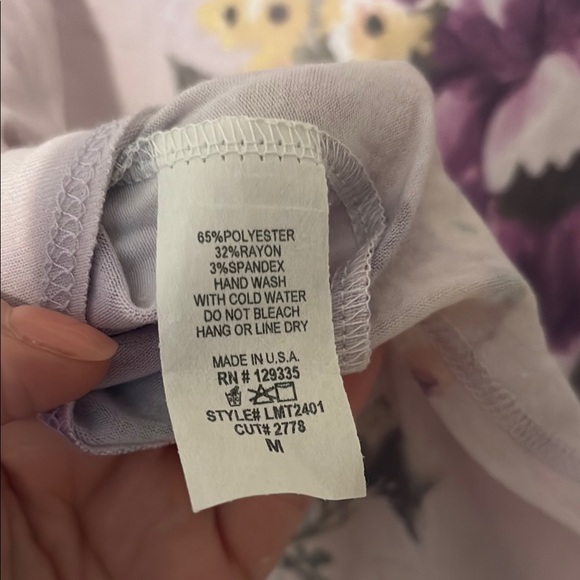 65%POLYESTER
32%RAYON
3%SPANDEX
HAND WASH
WITH COLD WATER
DO NOT BLEACH
HANG OR LINE DRY
MADE IN U.S.A.
RN # 129335
STYLE# LMT2401
CUT# 2778
M